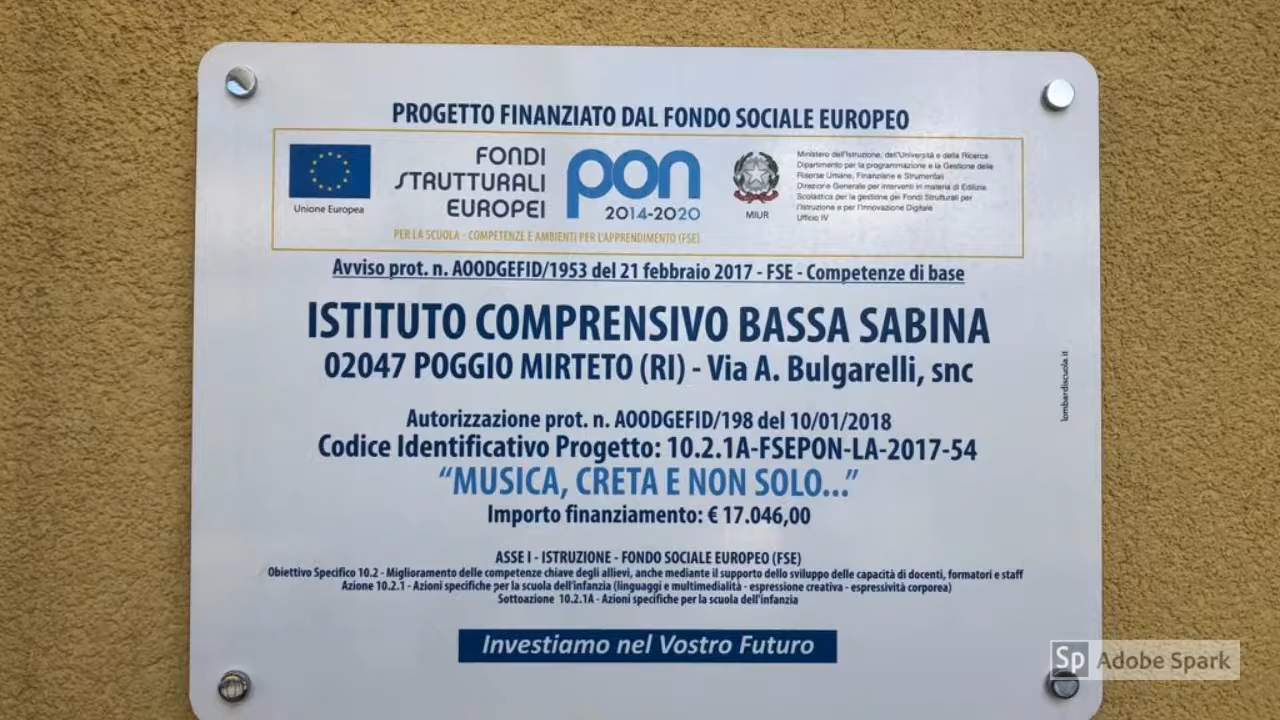 PROGETTO FINANZIATO DAL FONDO SOCIALE EUROPEO
Unione Europea
FONDI
STRUTTURALI
EUROPEI
pon
2014-2020
MIUR
Ministero dell'Istruzione, dell'Università e della Ricerca
Dipartimento per la programmazione e la Gestione delle
Risorse Umane, Finanziarie e Strumentali
Direzione Generale per interventi in materia di Edilizia
Scolastica per la gestione dei Fondi Strutturali per
l'Istruzione e per l'Innovazione Digitale
Ufficio IV
PER LA SCUOLA - COMPETENZE E AMBIENTI PER L'APPRENDIMENTO (FSE)
Avviso prot. n. AOODGEFID/1953 del 21 febbraio 2017 - FSE - Competenze di base
ISTITUTO COMPRENSIVO BASSA SABINA
02047 POGGIO MIRTETO (RI) - Via A. Bulgarelli, snc
lombardiscuola.it
Autorizzazione prot. n. AOODGEFID/198 del 10/01/2018
Codice Identificativo Progetto: 10.2.1A-FSEPON-LA-2017-54
“MUSICA, CRETA E NON SOLO...”
Importo finanziamento: € 17.046,00
ASSE I - ISTRUZIONE - FONDO SOCIALE EUROPEO (FSE)
Obiettivo Specifico 10.2 - Miglioramento delle competenze chiave degli allievi, anche mediante il supporto dello sviluppo delle capacità di docenti, formatori e staff
Azione 10.2.1 - Azioni specifiche per la scuola dell'infanzia (linguaggi e multimedialità - espressione creativa - espressività corporea)
Sottoazione 10.2.1A - Azioni specifiche per la scuola dell'infanzia
Investiamo nel Vostro Futuro
Sp Adobe Spark